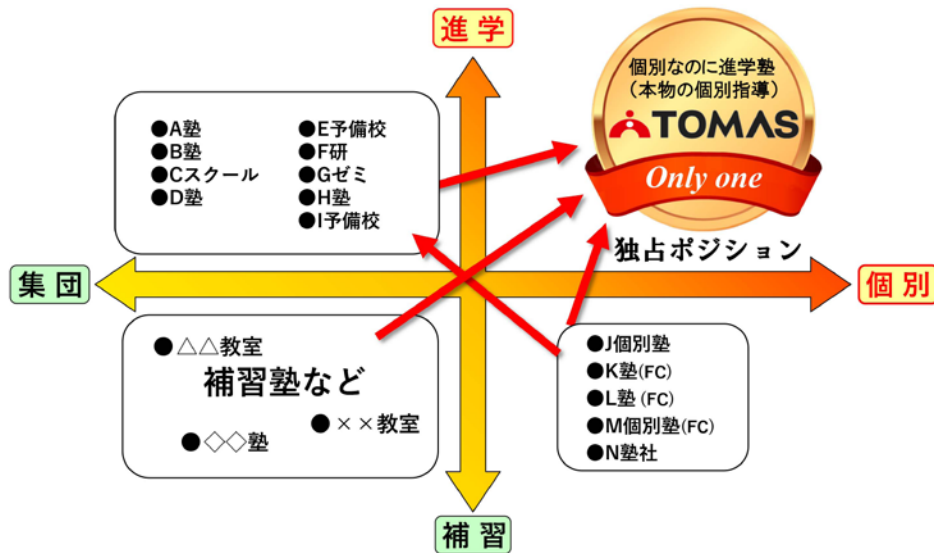 進学
個別なのに進学塾
（本物の個別指導）
TOMAS
Only one
独占ポジション
●A塾
●B塾
●Cスクール
●D塾
●E予備校
●F研
●Gゼミ
●H塾
●I予備校
集団
個別
●△△教室
補習塾など
●××教室
●◇◇塾
●J個別塾
●K塾(FC)
●L塾 (FC)
●M個別塾(FC)
●N塾社
補習